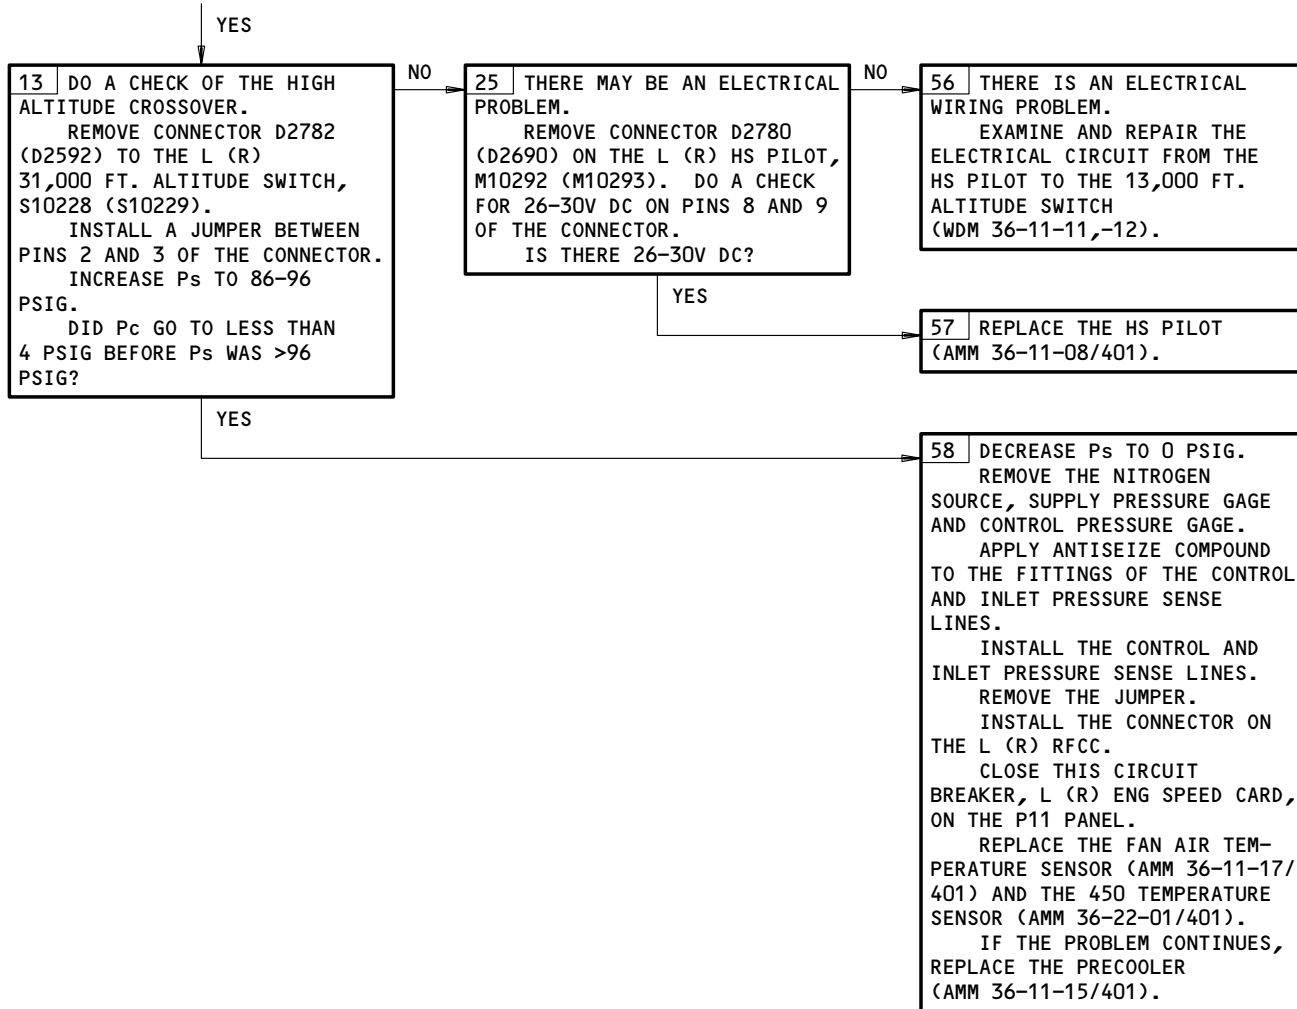 YES
13 DO A CHECK OF THE HIGH
ALTITUDE CROSSOVER.
REMOVE CONNECTOR D2782
(D2592) TO THE L (R)
31,000 FT. ALTITUDE SWITCH,
S10228 (S10229).
INSTALL A JUMPER BETWEEN
PINS 2 AND 3 OF THE CONNECTOR.
INCREASE Ps TO 86-96
PSIG.
DID Pc GO TO LESS THAN
4 PSIG BEFORE Ps WAS >96
PSIG?
NO
25 THERE MAY BE AN ELECTRICAL
PROBLEM.
REMOVE CONNECTOR D2780
(D2690) ON THE L (R) HS PILOT,
M10292 (M10293). DO A CHECK
FOR 26-30V DC ON PINS 8 AND 9
OF THE CONNECTOR.
IS THERE 26-30V DC?
NO
56 THERE IS AN ELECTRICAL
WIRING PROBLEM.
EXAMINE AND REPAIR THE
ELECTRICAL CIRCUIT FROM THE
HS PILOT TO THE 13,000 FT.
ALTITUDE SWITCH
(WDM 36-11-11,-12).
YES
57 REPLACE THE HS PILOT
(AMM 36-11-08/401).
YES
58 DECREASE Ps TO 0 PSIG.
REMOVE THE NITROGEN
SOURCE, SUPPLY PRESSURE GAGE
AND CONTROL PRESSURE GAGE.
APPLY ANTISEIZE COMPOUND
TO THE FITTINGS OF THE CONTROL
AND INLET PRESSURE SENSE
LINES.
INSTALL THE CONTROL AND
INLET PRESSURE SENSE LINES.
REMOVE THE JUMPER.
INSTALL THE CONNECTOR ON
THE L (R) RFCC.
CLOSE THIS CIRCUIT
BREAKER, L (R) ENG SPEED CARD,
ON THE P11 PANEL.
REPLACE THE FAN AIR TEM-
PERATURE SENSOR (AMM 36-11-17/
401) AND THE 450 TEMPERATURE
SENSOR (AMM 36-22-01/401).
IF THE PROBLEM CONTINUES,
REPLACE THE PRECOOLER
(AMM 36-11-15/401).